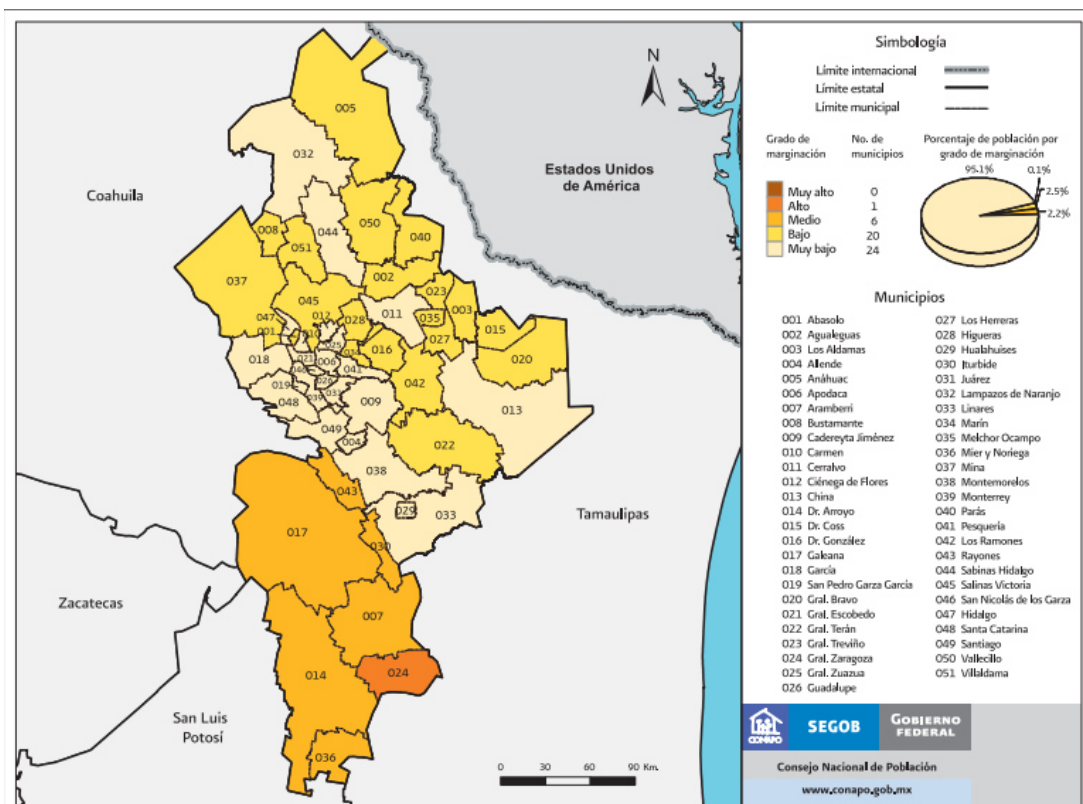 N
Estados Unidos
de América
Coahuila
Tamaulipas
Zacatecas
San Luis
Potosí
005
032
008
051
044
050
040
037
002
045
023
003
011
035
047
012
028
015
001
010
025
034
016
027
020
018
021
006
041
046
026
042
019
039
031
013
048
009
049
004
022
038
043
029
033
017
030
007
024
014
036
0 30 60 90 Km.
Simbología
Límite internacional
Límite estatal
Límite municipal
Grado de marginación
No. de municipios
Muy alto 0
Alto 1
Medio 6
Bajo 20
Muy bajo 24
Porcentaje de población por
grado de marginación
95.1%
0.1%
2.5%
2.2%
Municipios
001 Abasolo
002 Agualeguas
003 Los Aldamas
004 Allende
005 Anáhuac
006 Apodaca
007 Aramberri
008 Bustamante
009 Cadereyta Jiménez
010 Carmen
011 Cerralvo
012 Ciénega de Flores
013 China
014 Dr. Arroyo
015 Dr. Coss
016 Dr. González
017 Galeana
018 García
019 San Pedro Garza García
020 Gral. Bravo
021 Gral. Escobedo
022 Gral. Terán
023 Gral. Treviño
024 Gral. Zaragoza
025 Gral. Zuazua
026 Guadalupe
027 Los Herreras
028 Higueras
029 Hualahuises
030 Iturbide
031 Juárez
032 Lampazos de Naranjo
033 Linares
034 Marín
035 Melchor Ocampo
036 Mier y Noriega
037 Mina
038 Montemorelos
039 Monterrey
040 Parás
041 Pesquería
042 Los Ramones
043 Rayones
044 Sabinas Hidalgo
045 Salinas Victoria
046 San Nicolás de los Garza
047 Hidalgo
048 Santa Catarina
049 Santiago
050 Vallecillo
051 Villaldama
CONAPO
SEGOB
GOBIERNO
FEDERAL
Consejo Nacional de Población
www.conapo.gob.mx